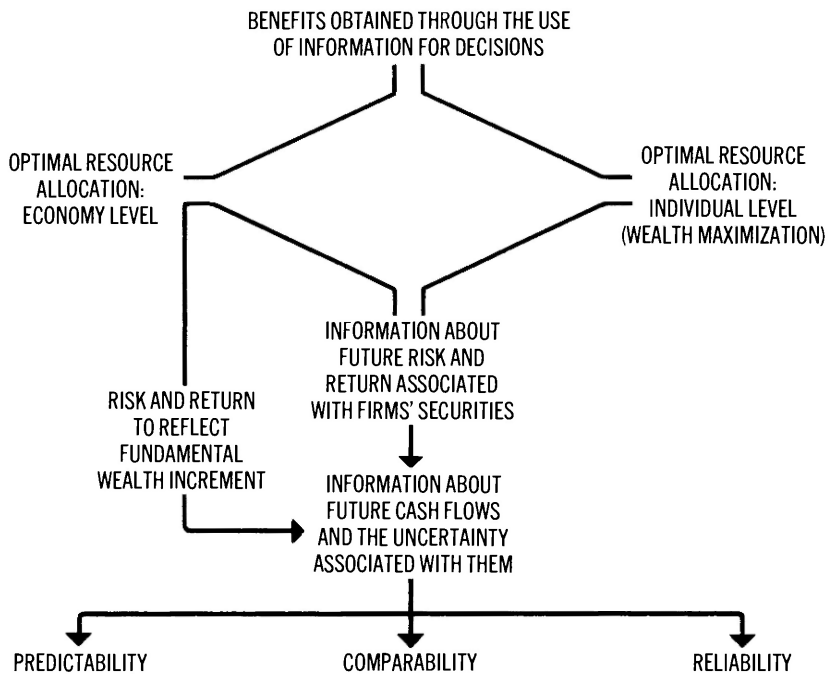 BENEFITS OBTAINED THROUGH THE USE
OF INFORMATION FOR DECISIONS
OPTIMAL RESOURCE
ALLOCATION:
ECONOMY LEVEL
OPTIMAL RESOURCE
ALLOCATION:
INDIVIDUAL LEVEL
(WEALTH MAXIMIZATION)
INFORMATION ABOUT
FUTURE RISK AND
RETURN ASSOCIATED
WITH FIRMS' SECURITIES
RISK AND RETURN
TO REFLECT
FUNDAMENTAL
WEALTH INCREMENT
INFORMATION ABOUT
FUTURE CASH FLOWS
AND THE UNCERTAINTY
ASSOCIATED WITH THEM
PREDICTABILITY
COMPARABILITY
RELIABILITY